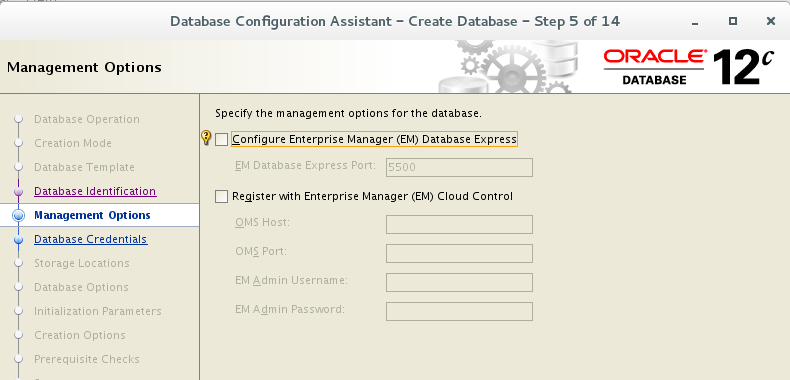 Database Configuration Assistant – Create Database – Step 5 of 14
Management Options
ORACLE
DATABASE
12c
Database Operation
Creation Mode
Database Template
Database Identification
Management Options
Database Credentials
Storage Locations
Database Options
Initialization Parameters
Creation Options
Prerequisite Checks
Specify the management options for the database.
Configure Enterprise Manager (EM) Database Express
EM Database Express Port: 5500
Register with Enterprise Manager (EM) Cloud Control
OMS Host:
OMS Port:
EM Admin Username:
EM Admin Password: